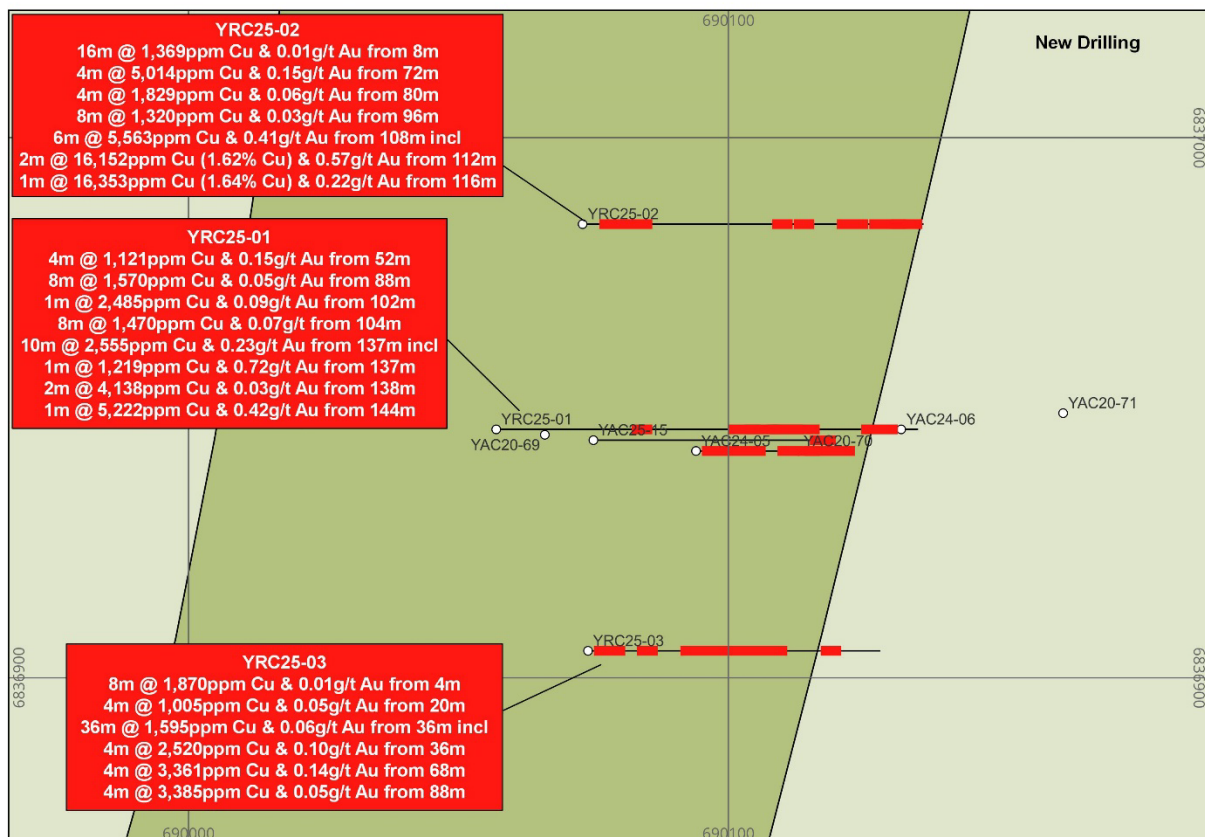 690100
New Drilling
YRC25-02
16m @ 1,369ppm Cu & 0.01g/t Au from 8m
4m @ 5,014ppm Cu & 0.15g/t Au from 72m
4m @ 1,829ppm Cu & 0.06g/t Au from 80m
8m @ 1,320ppm Cu & 0.03g/t Au from 96m
6m @ 5,563ppm Cu & 0.41g/t Au from 108m incl
2m @ 16,152ppm Cu (1.62% Cu) & 0.57g/t Au from 112m
1m @ 16,353ppm Cu (1.64% Cu) & 0.22g/t Au from 116m
6837000
YRC25-02
YRC25-01
4m @ 1,121ppm Cu & 0.15g/t Au from 52m
8m @ 1,570ppm Cu & 0.05g/t Au from 88m
1m @ 2,485ppm Cu & 0.09g/t Au from 102m
8m @ 1,470ppm Cu & 0.07g/t from 104m
10m @ 2,555ppm Cu & 0.23g/t Au from 137m incl
1m @ 1,219ppm Cu & 0.72g/t Au from 137m
2m @ 4,138ppm Cu & 0.03g/t Au from 138m
1m @ 5,222ppm Cu & 0.42g/t Au from 144m
YAC20-71
YRC25-01
YAC24-06
YAC25-15
YAC20-69
YAC24-05
YAC20-70
YRC25-03
6836900
6836900
YRC25-03
8m @ 1,870ppm Cu & 0.01g/t Au from 4m
4m @ 1,005ppm Cu & 0.05g/t Au from 20m
36m @ 1,595ppm Cu & 0.06g/t Au from 36m incl
4m @ 2,520ppm Cu & 0.10g/t Au from 36m
4m @ 3,361ppm Cu & 0.14g/t Au from 68m
4m @ 3,385ppm Cu & 0.05g/t Au from 88m
690000
690100